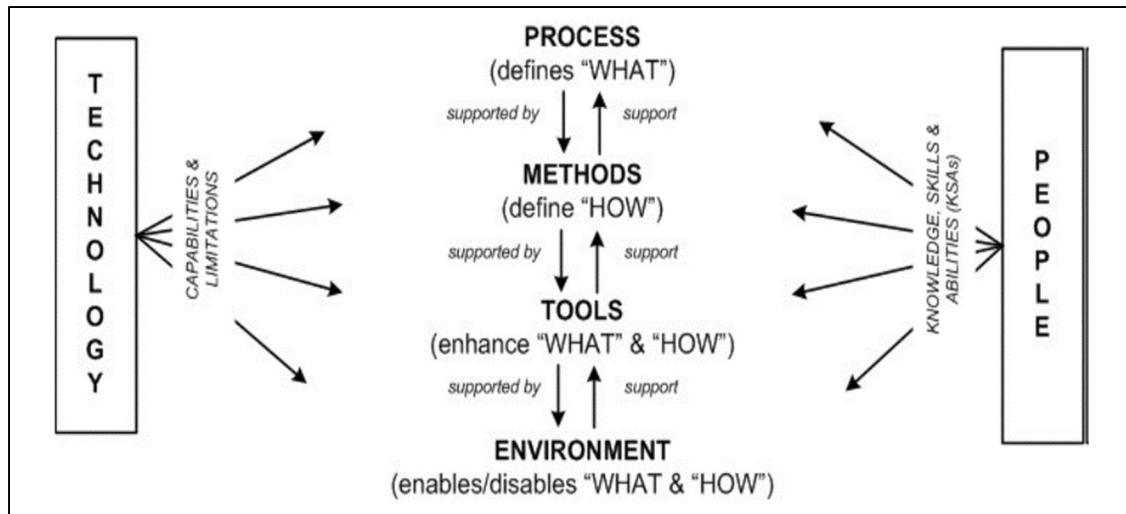 TECHNOLOGY
CAPABILITIES &
LIMITATIONS
PROCESS
(defines “WHAT”)
supported by support
METHODS
(define “HOW”)
supported by support
TOOLS
(enhance “WHAT” & “HOW”)
supported by support
ENVIRONMENT
(enables/disables “WHAT & “HOW”)
KNOWLEDGE, SKILLS &
ABILITIES (KSAs)
PEOPLE